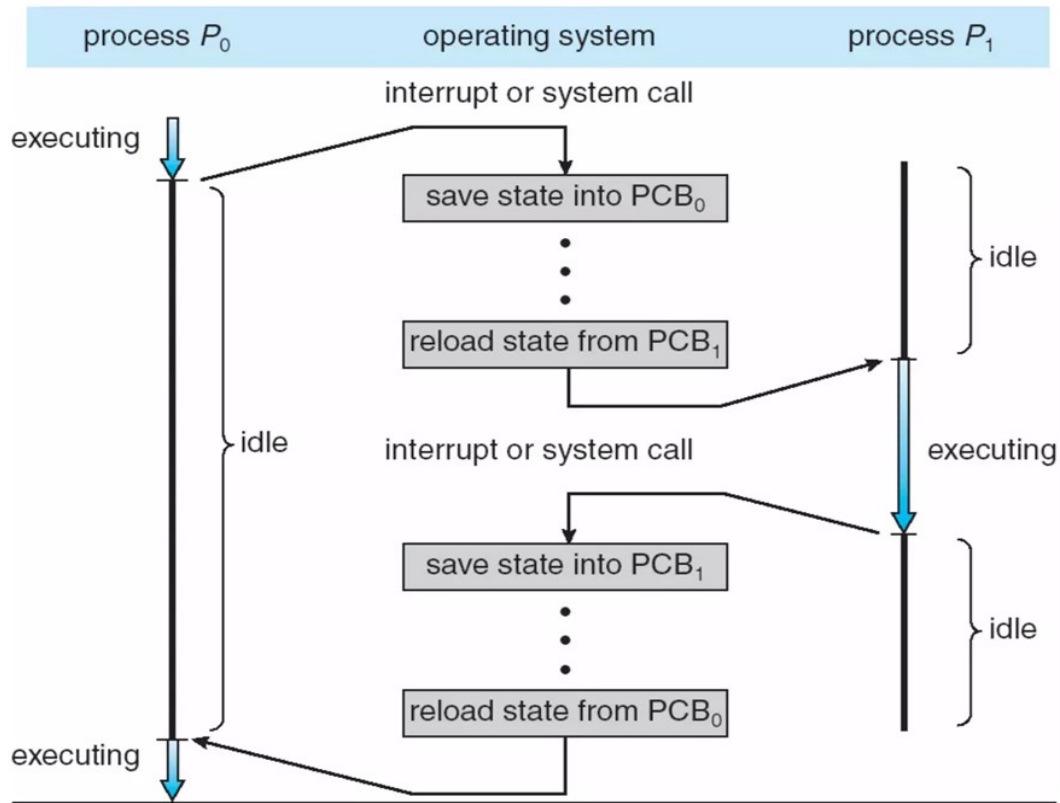 process P₀ operating system process P₁
interrupt or system call
executing
save state into PCB₀
idle
reload state from PCB₁
idle
interrupt or system call
executing
save state into PCB₁
idle
reload state from PCB₀
executing